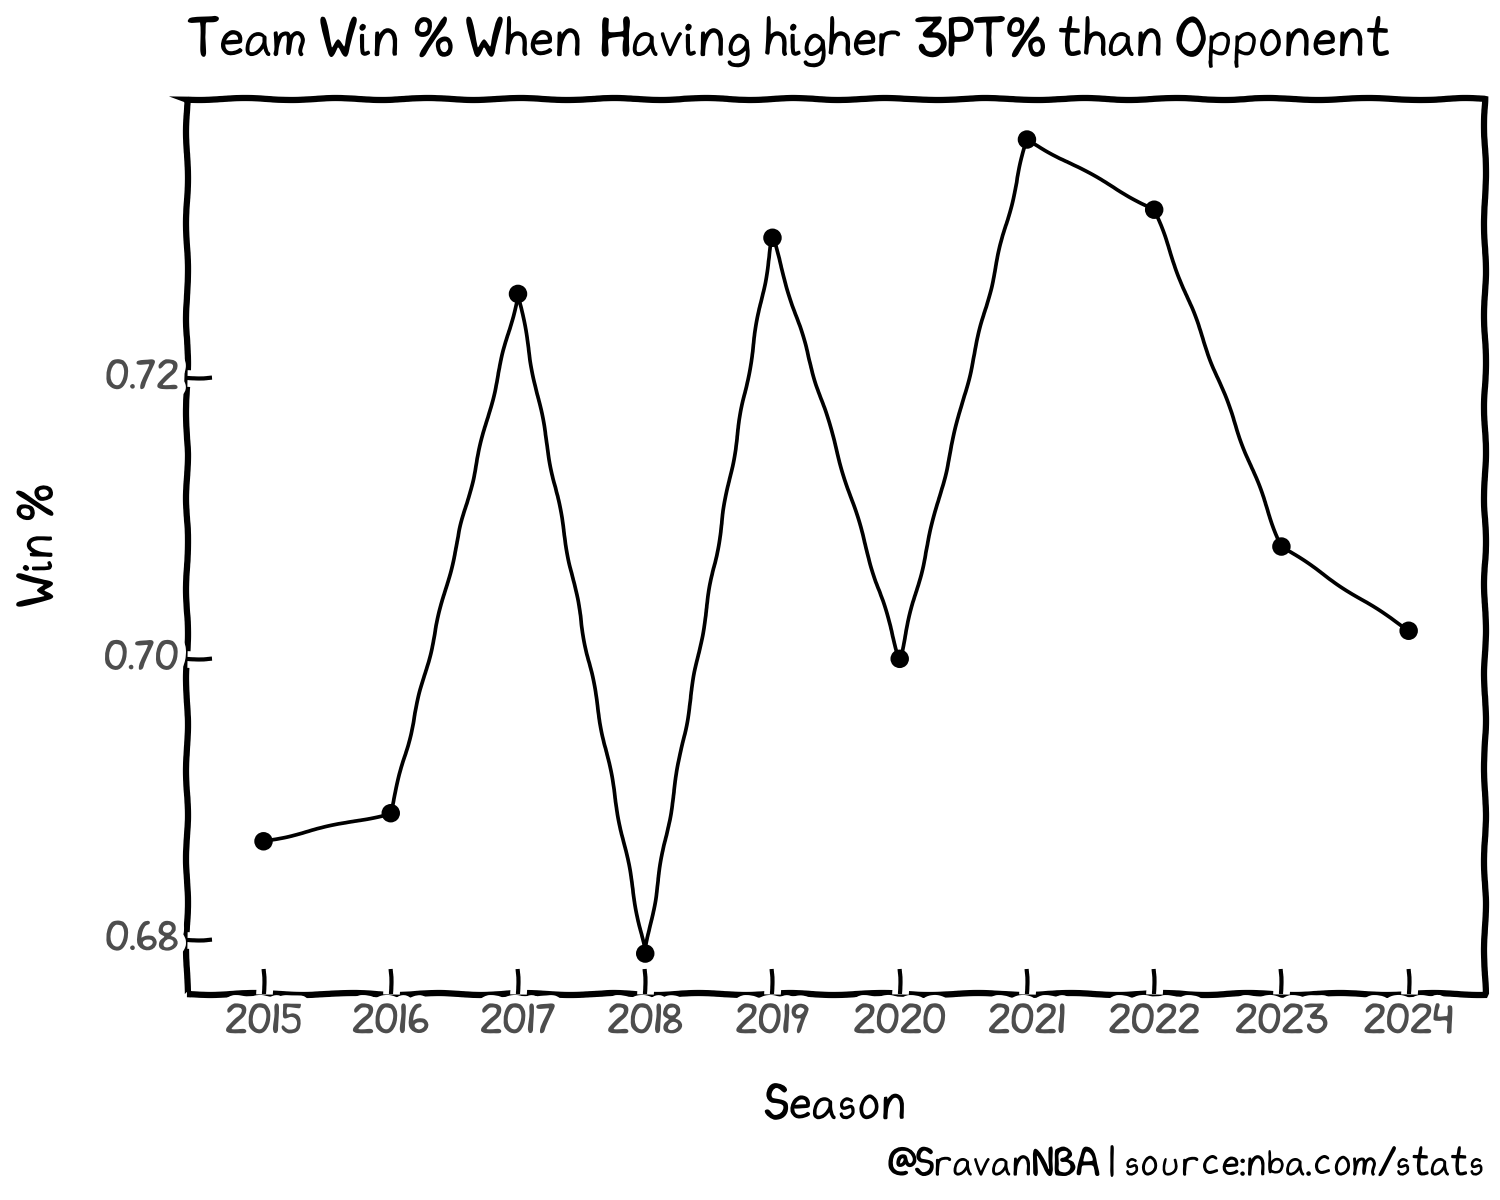 Team Win % When Having higher 3PT% than Opponent
Win %
0.72
0.70
0.68
2015 2016 2017 2018 2019 2020 2021 2022 2023 2024
Season
@SravanNBA | source:nba.com/stats